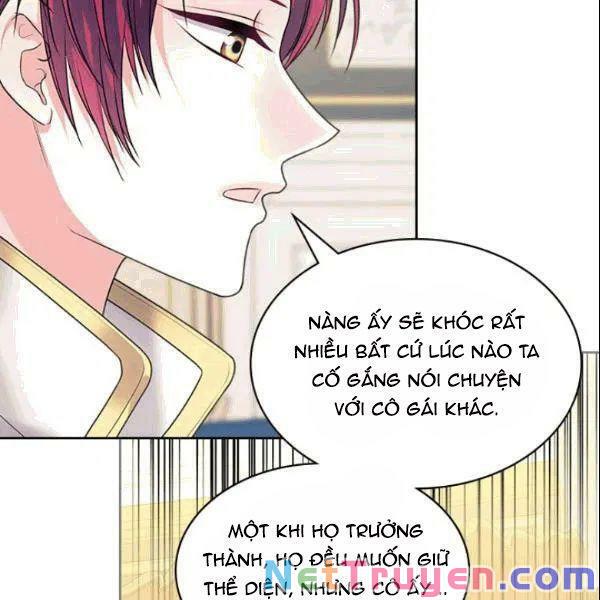 NÀNG ẤY SẼ KHÓC RẤT
NHIỀU BẤT CỨ LÚC NÀO TA
CỐ GẮNG NÓI CHUYỆN
VỚI CÔ GÁI KHÁC.
MỘT KHI HỌ TRƯỞNG
THÀNH, HỌ ĐỀU MUỐN GIỮ
THỂ DIỆN, NHƯNG CÔ ẤY..
NetTruyen.com